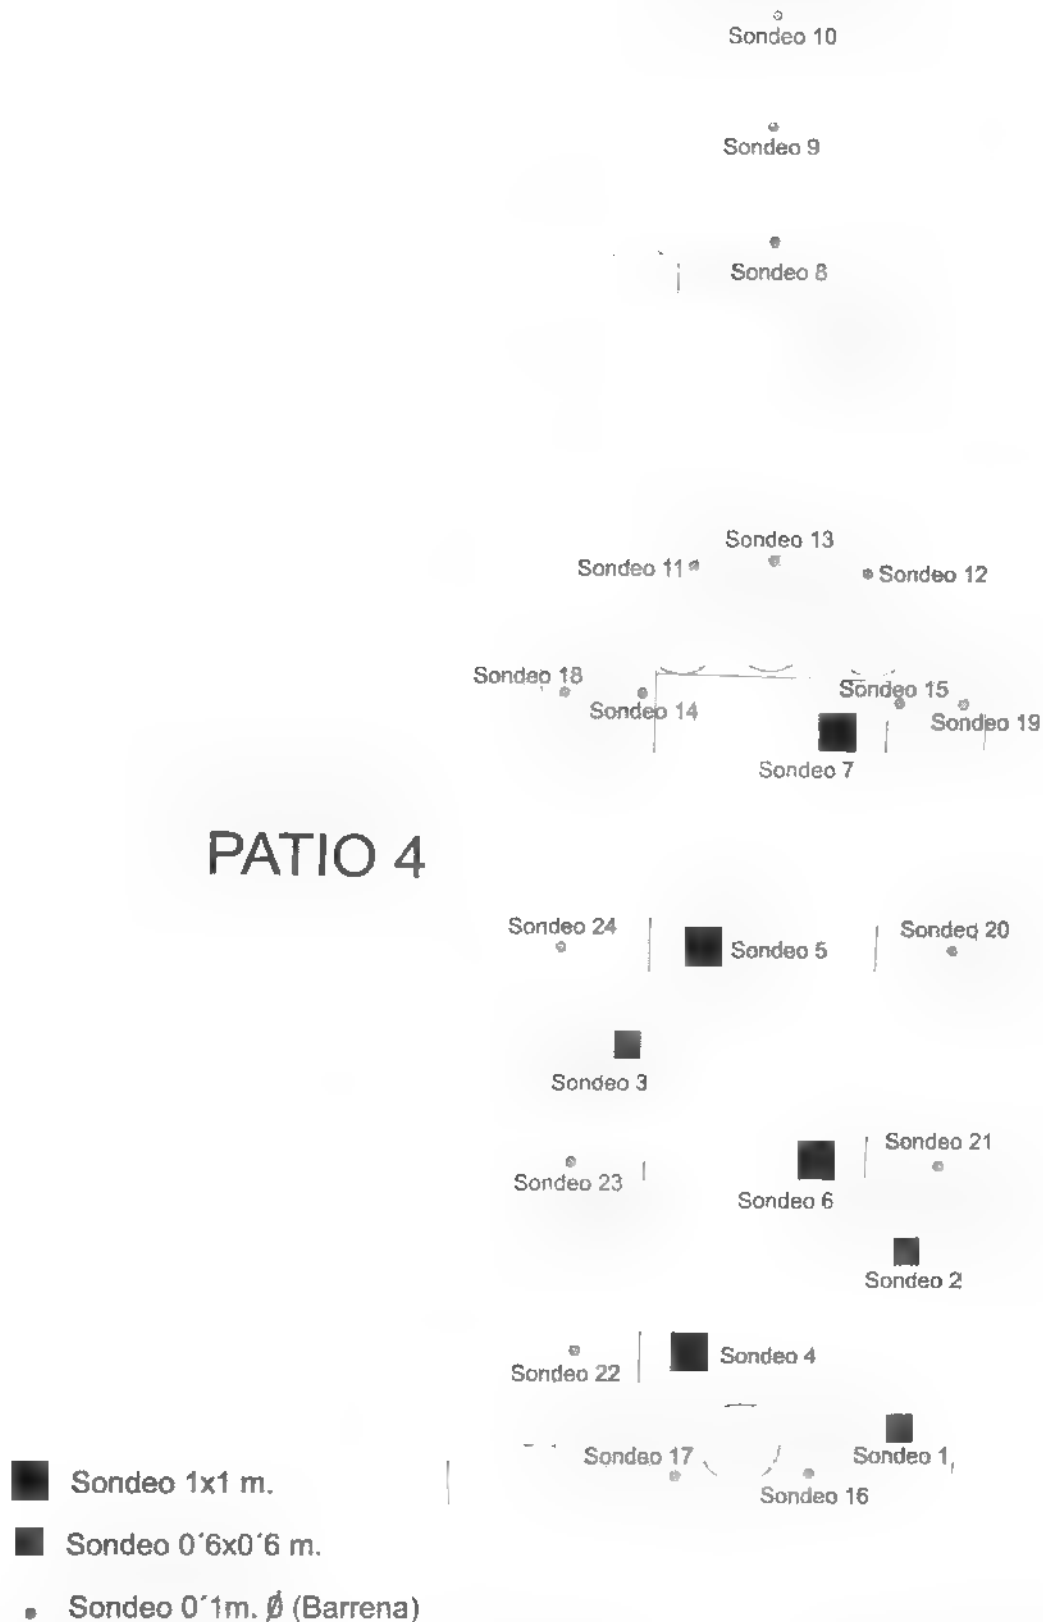 Sondeo 10
Sondeo 9
Sondeo 8
Sondeo 13
Sondeo 11
Sondeo 12
Sondeo 18
Sondeo 14
Sondeo 15
Sondeo 19
Sondeo 7
PATIO 4
Sondeo 24
Sondeo 5
Sondeo 20
Sondeo 3
Sondeo 21
Sondeo 23
Sondeo 6
Sondeo 2
Sondeo 4
Sondeo 22
Sondeo 17
Sondeo 1
Sondeo 16
Sondeo 1x1 m.
Sondeo 0´6x0´6 m.
Sondeo 0´1m. Ø (Barrena)